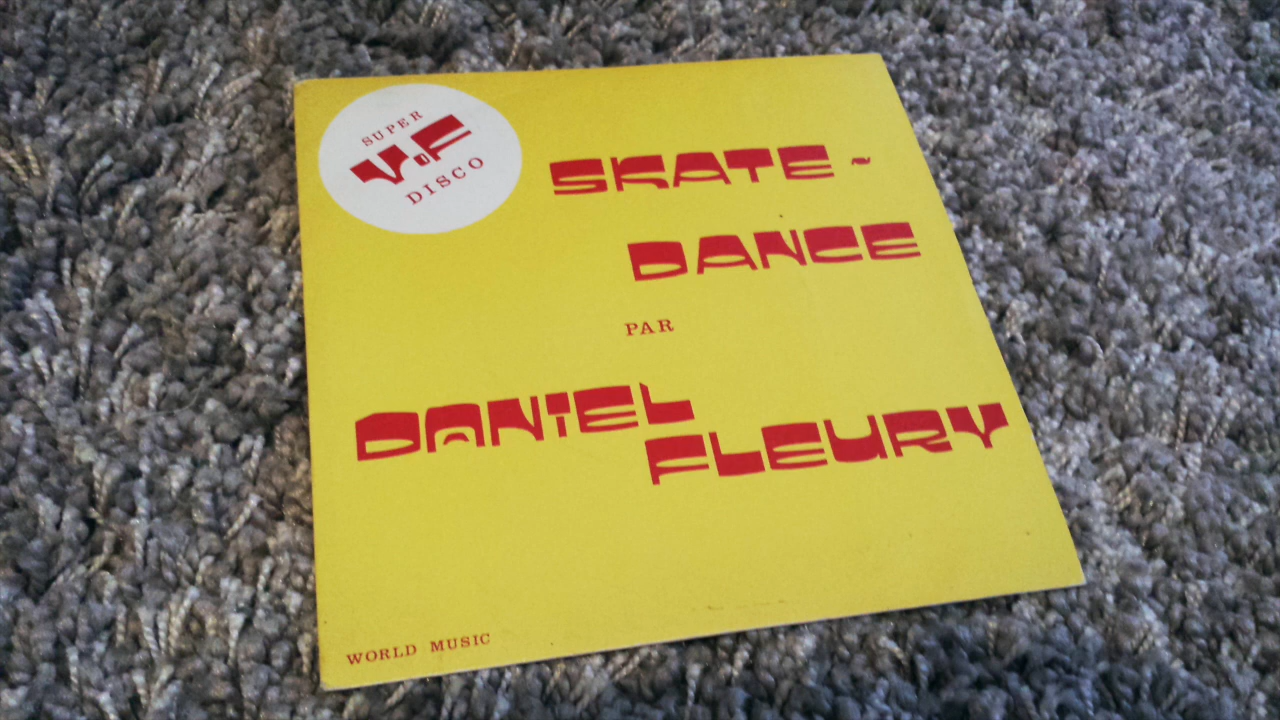 SUPER
V.F
DISCO
SKATE-
DANCE
PAR
DANIEL
FLEURY
WORLD MUSIC